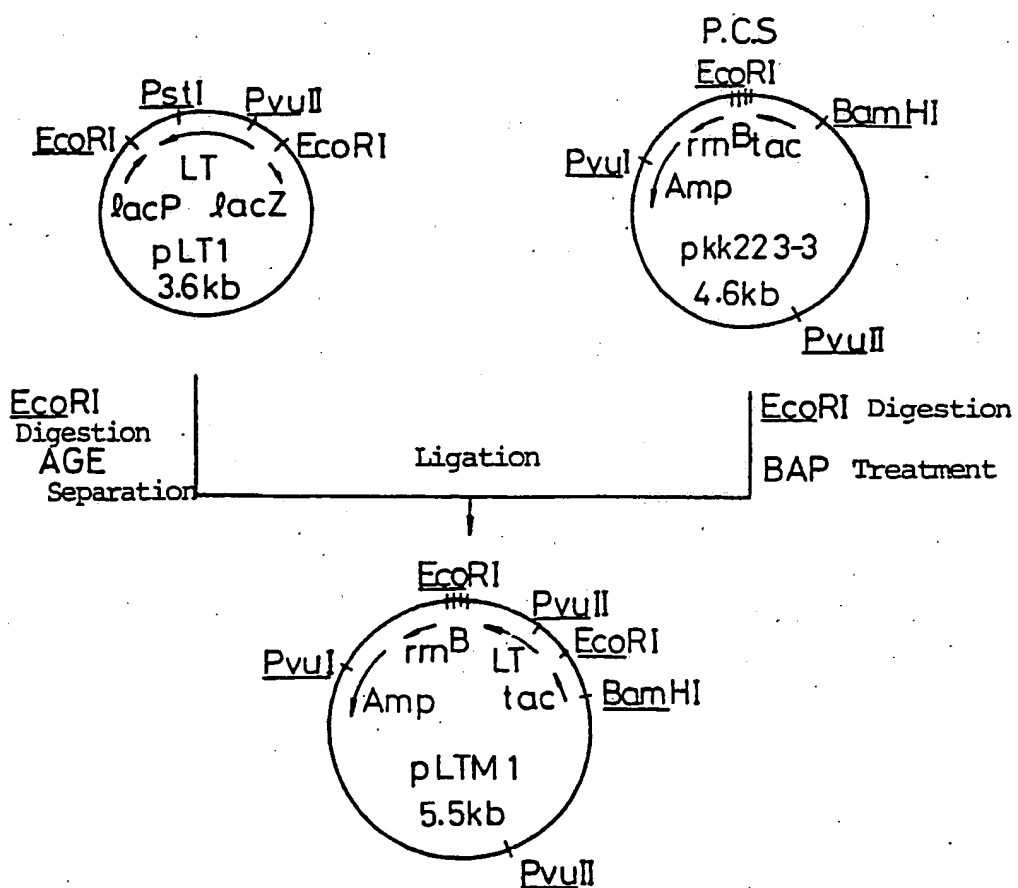 P.C.S
EcoRI
PstI
PvuII
BamHI
EcoRI
EcoRI
LT
PvuI
rrnB tac
lacP lacZ
Amp
pLT1
3.6kb
pkk223-3
4.6kb
PvuII
EcoRI
Digestion
AGE
Separation
Ligation
EcoRI Digestion
BAP Treatment
EcoRI
PvuII
EcoRI
PvuI
rrnB
LT
BamHI
Amp
tac
pLTM1
5.5kb
PvuII